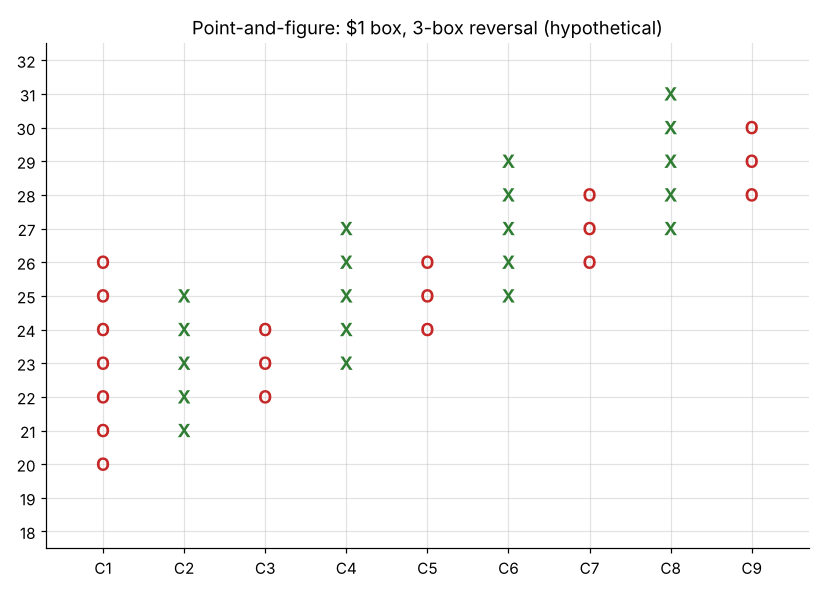 Point-and-figure: $1 box, 3-box reversal (hypothetical)
32
31 X
30 X O
29 X X O
28 X O X O
27 X X O X
26 O X O X O
25 O X X X
24 O X O X O
23 O X O X
22 O X O
21 O X
20 O
19
18
C1 C2 C3 C4 C5 C6 C7 C8 C9